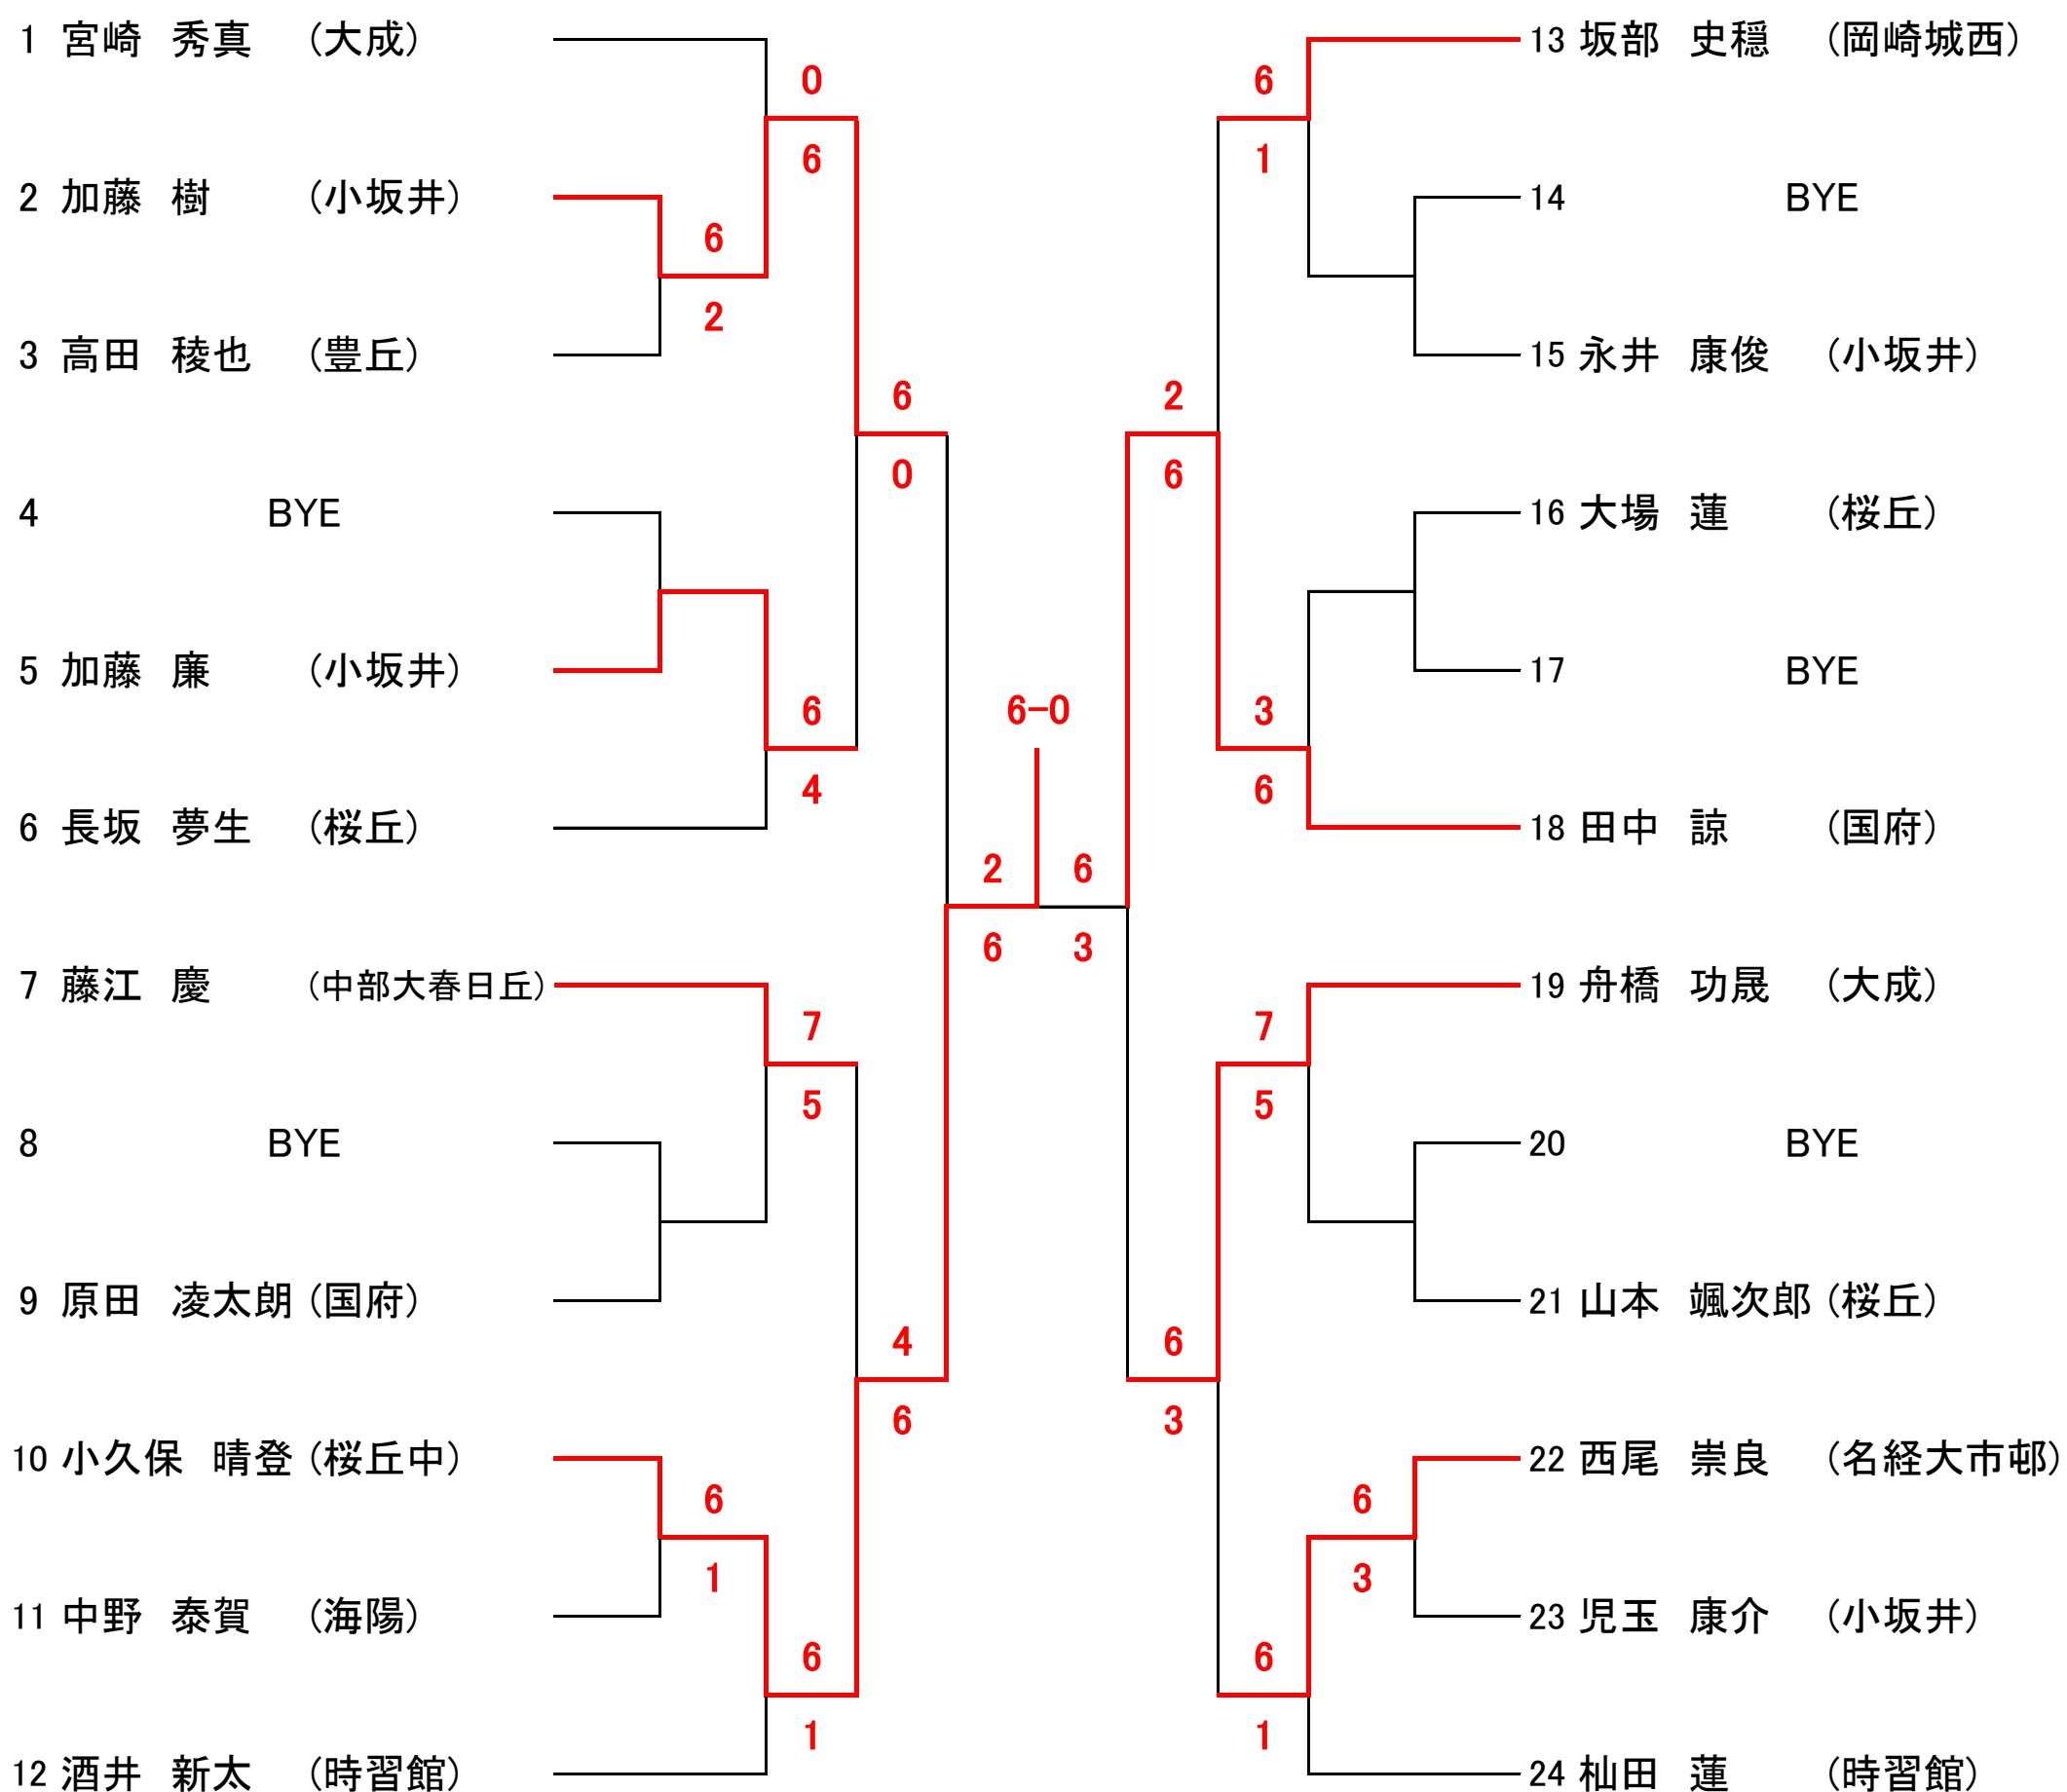 1 宮崎 秀真 (大成)
2 加藤 樹 (小坂井)
3 高田 稜也 (豊丘)
4 BYE
5 加藤 廉 (小坂井)
6 長坂 夢生 (桜丘)
7 藤江 慶 (中部大春日丘)
8 BYE
9 原田 凌太朗 (国府)
10 小久保 晴登 (桜丘中)
11 中野 泰賀 (海陽)
12 酒井 新太 (時習館)
0
6
6
2
6
0
6
4
7
5
4
6
6
1
6
1
2
6
6-0
6
3
2
6
6
3
6
1
3
6
7
5
6
3
6
1
13 坂部 史穏 (岡崎城西)
14 BYE
15 永井 康俊 (小坂井)
16 大場 蓮 (桜丘)
17 BYE
18 田中 諒 (国府)
19 舟橋 功晟 (大成)
20 BYE
21 山本 颯次郎 (桜丘)
22 西尾 崇良 (名経大市邨)
23 児玉 康介 (小坂井)
24 杣田 蓮 (時習館)